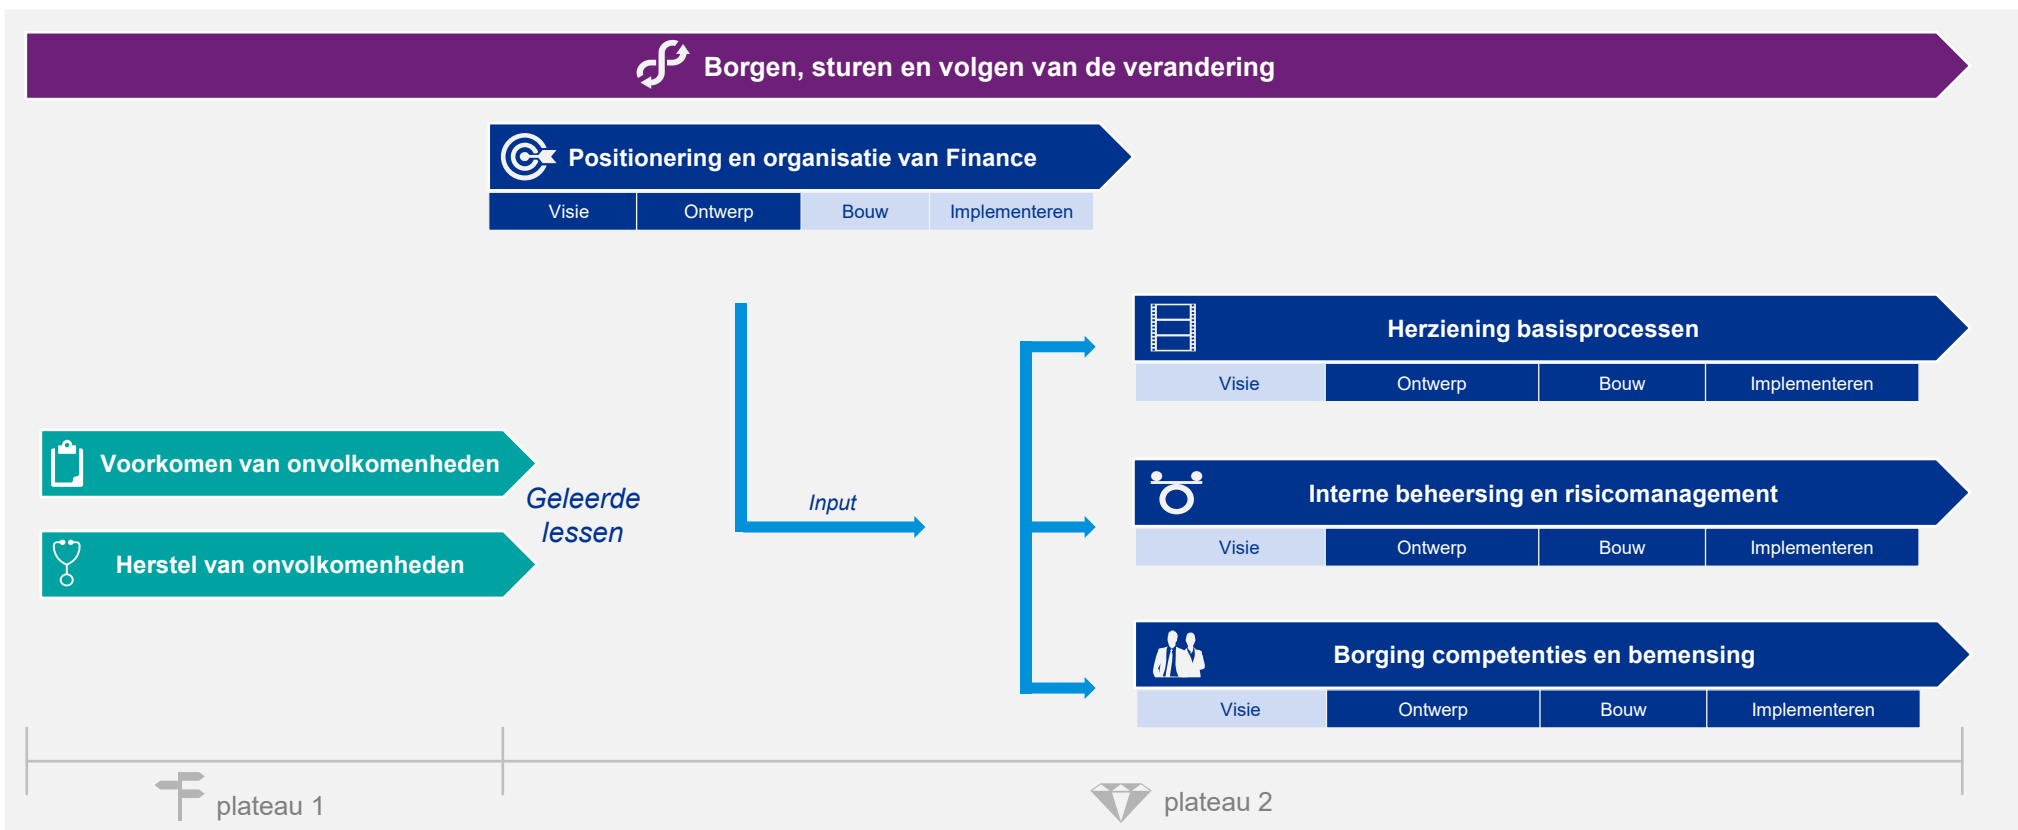 Borgen, sturen en volgen van de verandering
Positionering en organisatie van Finance
Visie Ontwerp Bouw Implementeren
Herziening basisprocessen
Visie Ontwerp Bouw Implementeren
Voorkomen van onvolkomenheden
Herstel van onvolkomenheden
Geleerde
lessen
Input
Interne beheersing en risicomanagement
Visie Ontwerp Bouw Implementeren
Borging competenties en bemensing
Visie Ontwerp Bouw Implementeren
plateau 1
plateau 2